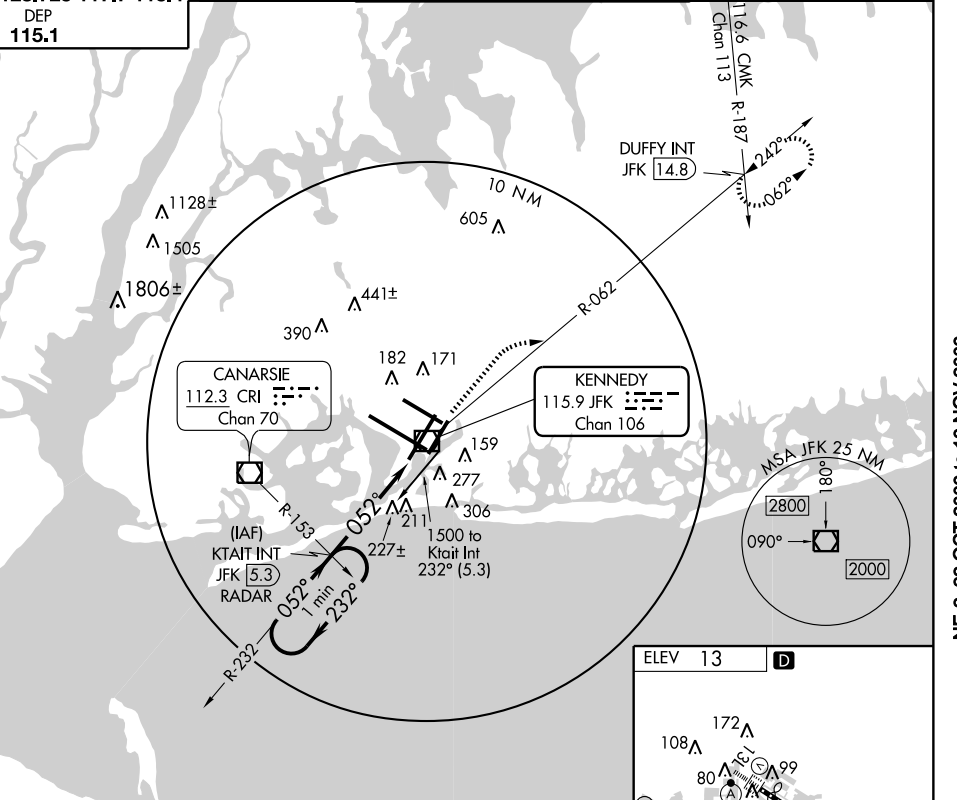 DEP
115.1
116.6 CMK
Chan 113
R-187
DUFFY INT
JFK 14.8
242°
062°
10 NM
1128±
1505
1806±
605
441±
390
R-062
182
171
CANARSIE
112.3 CRI
Chan 70
KENNEDY
115.9 JFK
Chan 106
159
277
306
211
227±
052°
R-153
(IAF)
KTAIT INT
JFK 5.3
RADAR
1500 to
Ktait Int
232° (5.3)
052°
1 min
232°
R-232
MSA JFK 25 NM
180°
2800
090°
2000
ELEV 13
D
172
108
80
13L
V
99
A